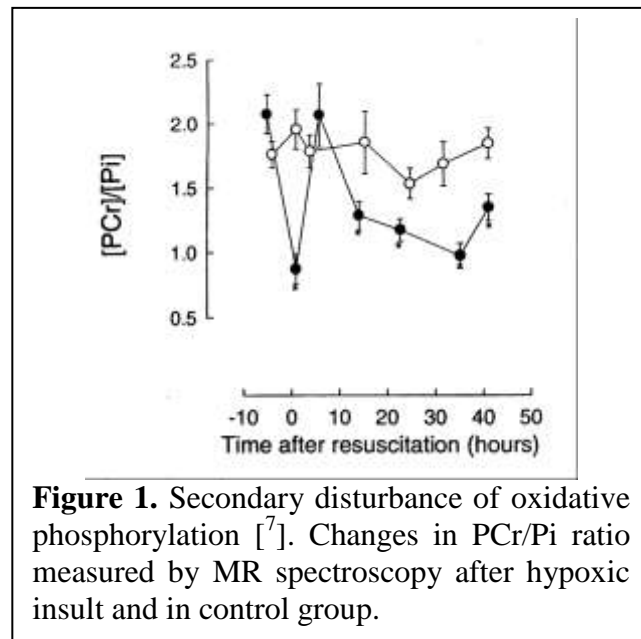 2.5
2.0
1.5
1.0
0.5
[PCr]/[Pi]
-10 0 10 20 30 40 50
Time after resuscitation (hours)
Figure 1. Secondary disturbance of oxidative
phosphorylation [7]. Changes in PCr/Pi ratio
measured by MR spectroscopy after hypoxic
insult and in control group.